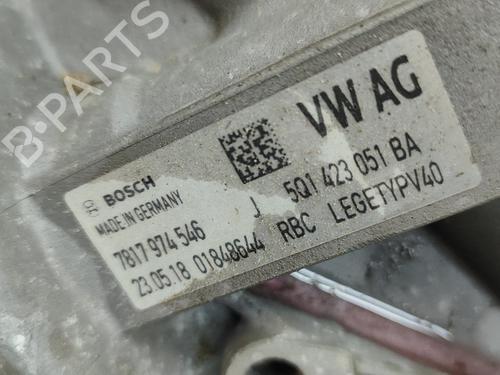 B-PARTS
VW AG
BOSCH
MADE IN GERMANY
J 5Q1 423 051 BA
7817 974 546
RBC LEGETYPV40
23.05.18 01848644